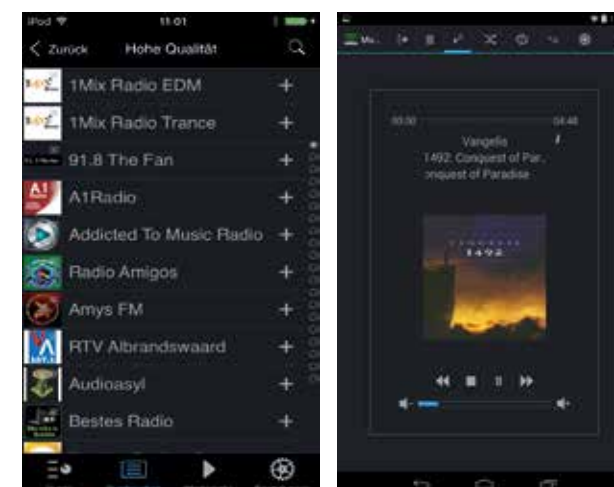 iPod 11:01
Zurück Hohe Qualität
1Mix Radio EDM +
1Mix Radio Trance +
91.8 The Fan +
A1Radio +
Addicted To Music Radio +
Radio Amigos +
Amys FM +
RTV Albrandswaard +
Audioasyl +
Bestes Radio +
00:00 04:48
Vangelis
1492: Conquest of Par..
onquest of Paradise
1492